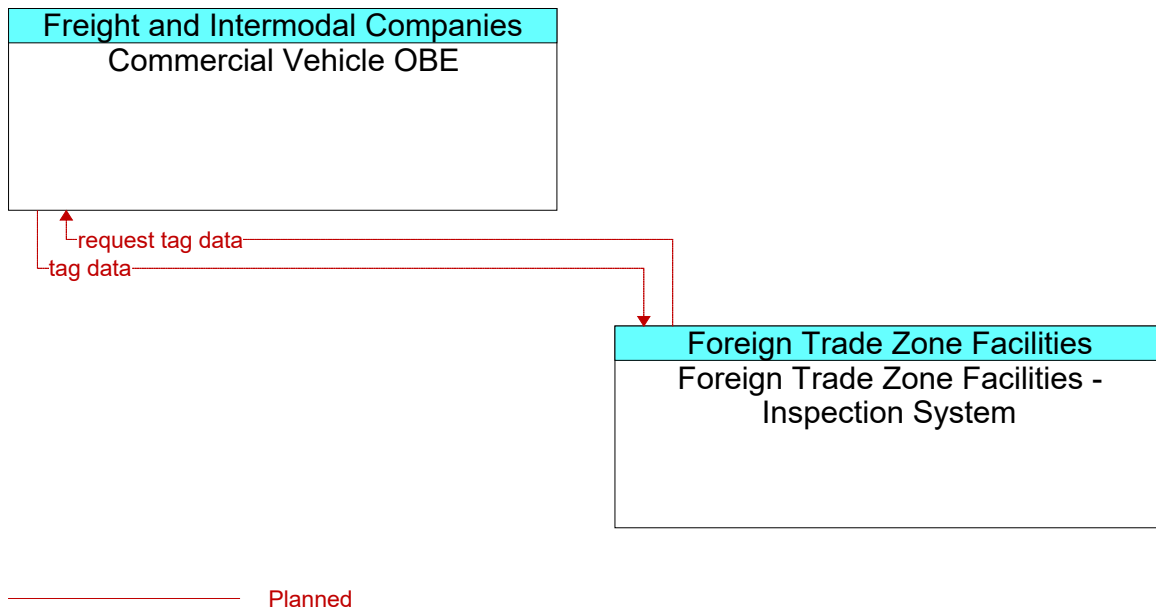 Freight and Intermodal Companies
Commercial Vehicle OBE
request tag data
tag data
Foreign Trade Zone Facilities
Foreign Trade Zone Facilities -
Inspection System
Planned